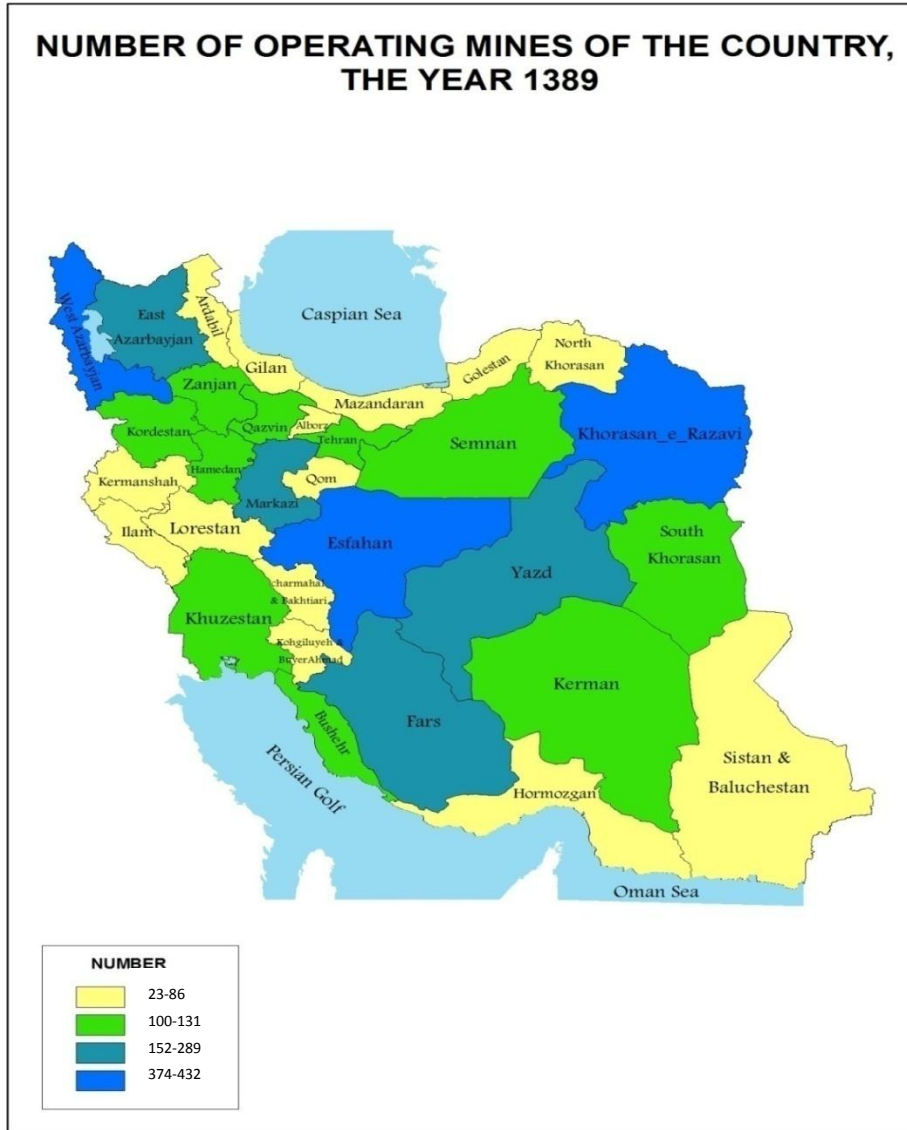 NUMBER OF OPERATING MINES OF THE COUNTRY,
THE YEAR 1389
Caspian Sea
West Azarbayjan
East
Azarbayjan
Ardabil
Gilan
North
Khorasan
Golestan
Mazandaran
Zanjan
Qazvin
Alborz
Tehran
Semnan
Khorasan_e_Razavi
Kordestan
Hamedan
Kermanshah
Markazi
Qom
Ilam
Lorestan
Esfahan
Yazd
South
Khorasan
charmahal
& Bakhtiari
Khuzestan
Kohgiluyeh &
BuyerAhmad
Kerman
Fars
Bushehr
Persian Golf
Sistan &
Baluchestan
Hormozgan
Oman Sea
NUMBER
23-86
100-131
152-289
374-432